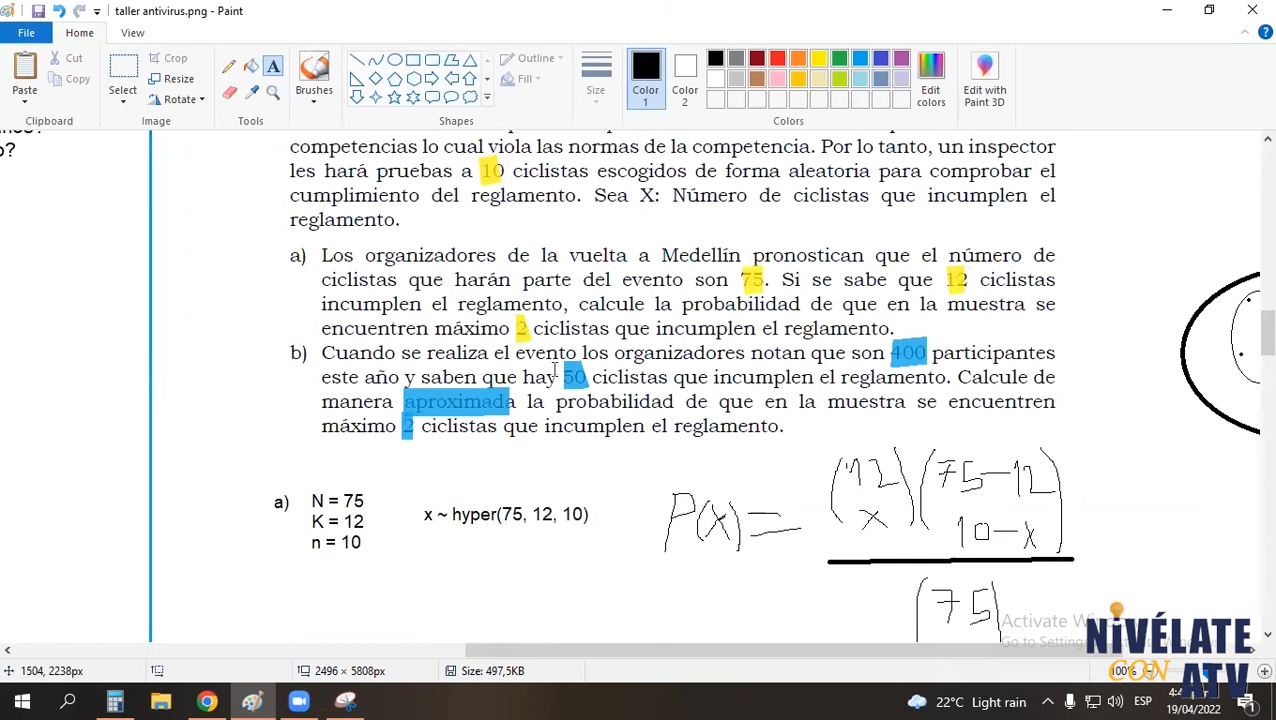 taller antivirus.png - Paint
File
Home
View
Paste
Cut
Copy
Clipboard
Select
Crop
Resize
Rotate
Image
Tools
Brushes
Outline
Fill
Shapes
Size
Color 1
Color 2
Edit colors
Edit with Paint 3D
Colors
o?
competencias lo cual viola las normas de la competencia. Por lo tanto, un inspector
les hará pruebas a 10 ciclistas escogidos de forma aleatoria para comprobar el
cumplimiento del reglamento. Sea X: Número de ciclistas que incumplen el
reglamento.
a) Los organizadores de la vuelta a Medellín pronostican que el número de
ciclistas que harán parte del evento son 75. Si se sabe que 12 ciclistas
incumplen el reglamento, calcule la probabilidad de que en la muestra se
encuentren máximo 2 ciclistas que incumplen el reglamento.
b) Cuando se realiza el evento los organizadores notan que son 400 participantes
este año y saben que hay 50 ciclistas que incumplen el reglamento. Calcule de
manera aproximada la probabilidad de que en la muestra se encuentren
máximo 2 ciclistas que incumplen el reglamento.
a) N = 75
K = 12
n = 10
x ~ hyper(75, 12, 10)
P(x) =
(12 x) (75-12 10-x)
(75
Activate
Go to Settings
NIVÉLATE
CON
ATV
1504, 2238px
2496 × 5808px
Size: 497,5KB
100%
22°C Light rain
ESP
19/04/2022
1